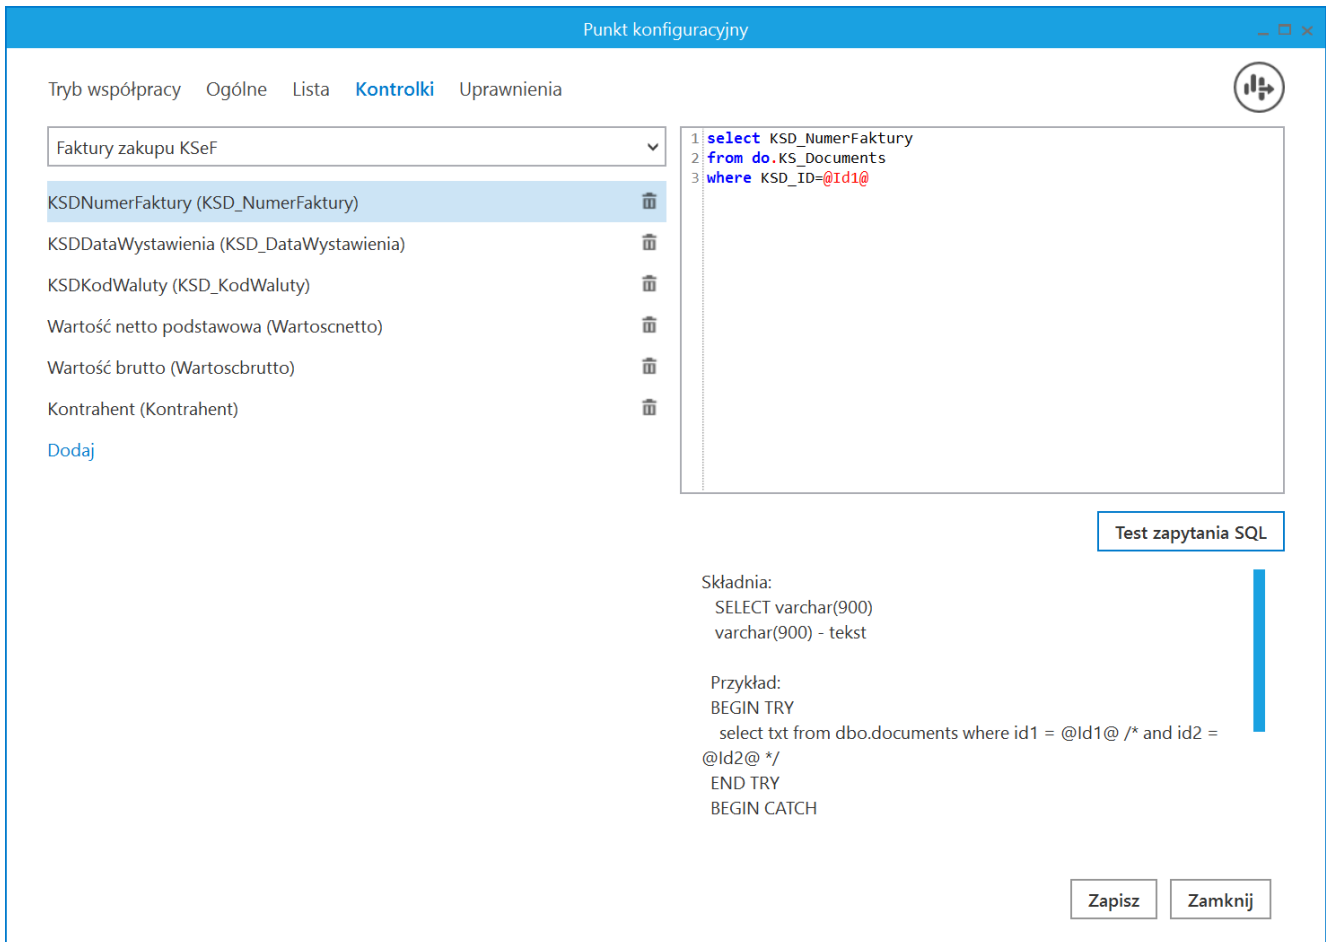 Punkt konfiguracyjny
Tryb współpracy Ogólne Lista Kontrolki Uprawnienia
Faktury zakupu KSeF
KSDNumerFaktury (KSD_NumerFaktury)
KSDDataWystawienia (KSD_DataWystawienia)
KSDKodWaluty (KSD_KodWaluty)
Wartość netto podstawowa (Wartoscnetto)
Wartość brutto (Wartoscbrutto)
Kontrahent (Kontrahent)
Dodaj
1 select KSD_NumerFaktury
2 from do.KS_Documents
3 where KSD_ID=@Id1@
Test zapytania SQL
Składnia:
SELECT varchar(900)
varchar(900) - tekst
Przykład:
BEGIN TRY
select txt from dbo.documents where id1 = @Id1@ /* and id2 =
@Id2@ */
END TRY
BEGIN CATCH
Zapisz Zamknij